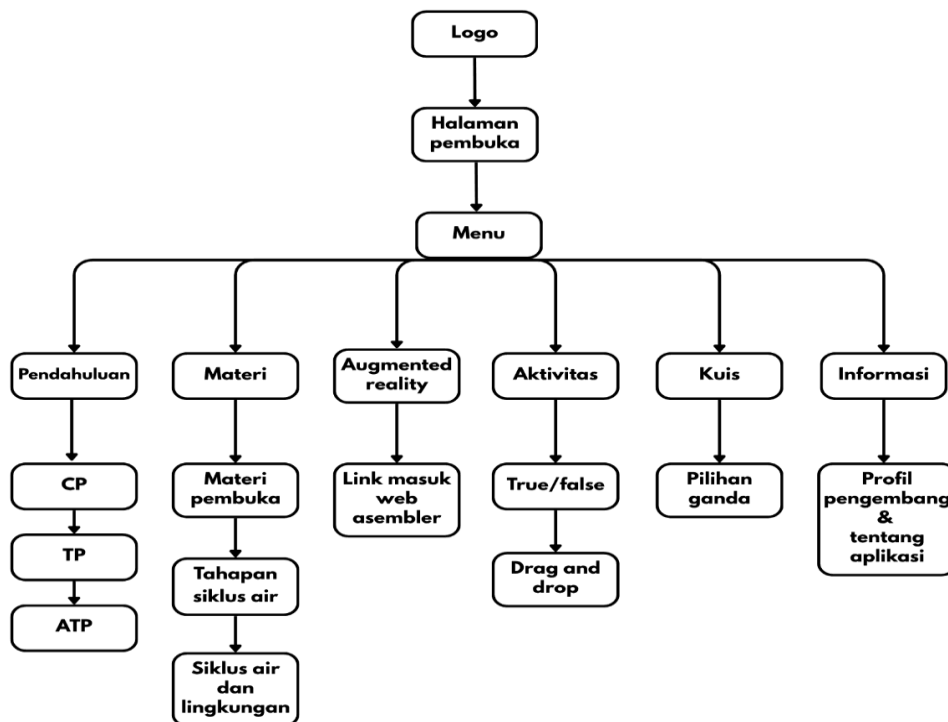 Logo
Halaman
pembuka
Menu
Pendahuluan
Materi
Augmented
reality
Aktivitas
Kuis
Informasi
CP
Materi
pembuka
Link masuk
web
asembler
True/false
Pilihan
ganda
Profil
pengembang
&
tentang
aplikasi
TP
Tahapan
siklus air
Drag and
drop
ATP
Siklus air
dan
lingkungan